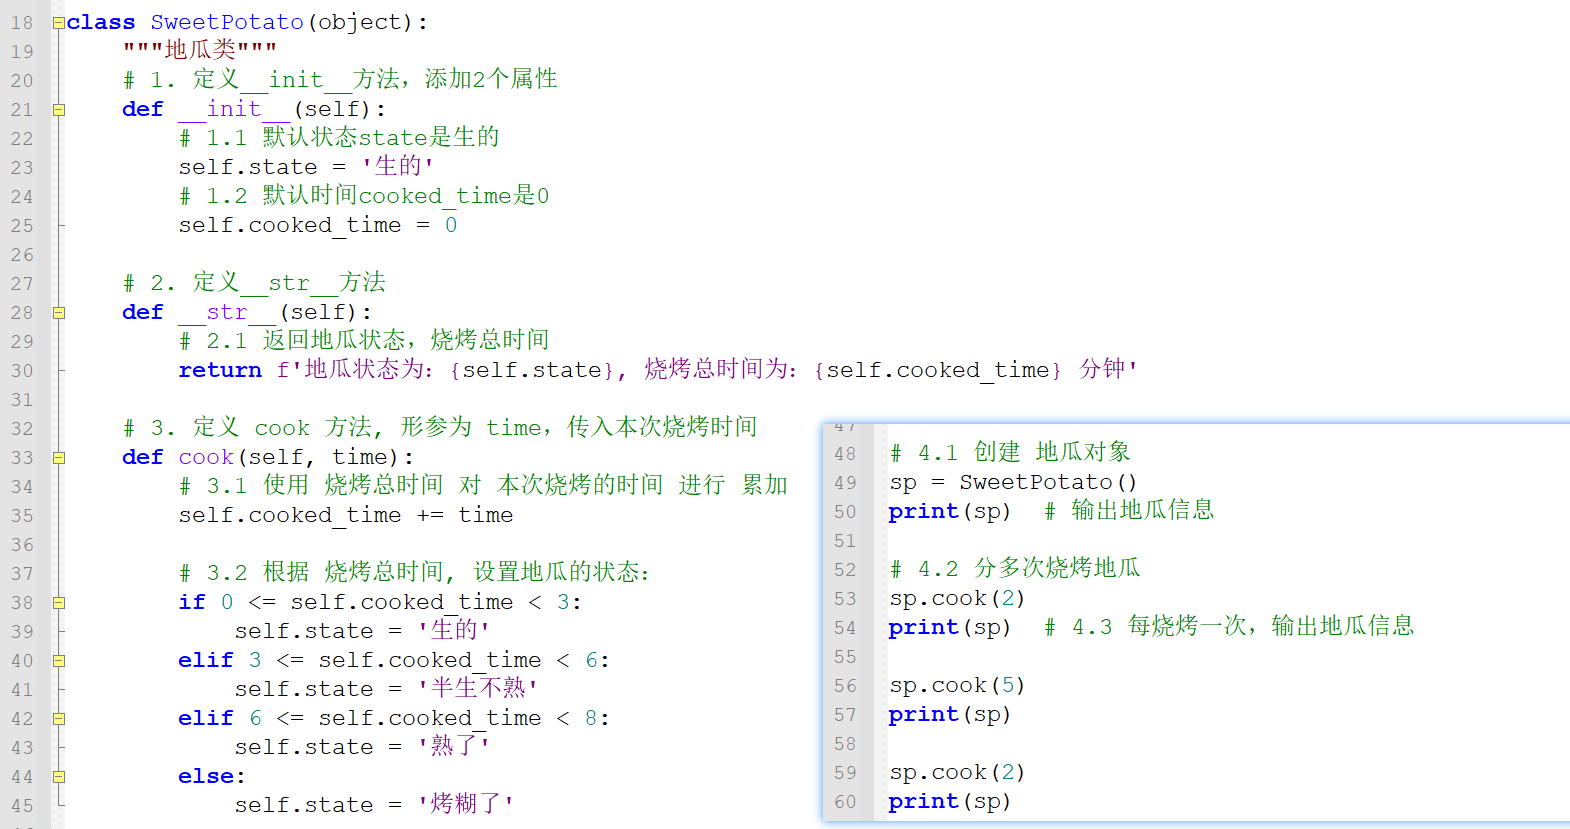 18 class SweetPotato(object):
19 """地瓜类"""
20 # 1. 定义__init__方法，添加2个属性
21 def __init__(self):
22 # 1.1 默认状态state是生的
23 self.state = '生的'
24 # 1.2 默认时间cooked_time是0
25 self.cooked_time = 0
26
27 # 2. 定义__str__方法
28 def __str__(self):
29 # 2.1 返回地瓜状态，烧烤总时间
30 return f'地瓜状态为：{self.state}, 烧烤总时间为：{self.cooked_time} 分钟'
31
32 # 3. 定义 cook 方法, 形参为 time，传入本次烧烤时间
33 def cook(self, time):
34 # 3.1 使用 烧烤总时间 对 本次烧烤的时间 进行 累加
35 self.cooked_time += time
36
37 # 3.2 根据 烧烤总时间, 设置地瓜的状态：
38 if 0 <= self.cooked_time < 3:
39 self.state = '生的'
40 elif 3 <= self.cooked_time < 6:
41 self.state = '半生不熟'
42 elif 6 <= self.cooked_time < 8:
43 self.state = '熟了'
44 else:
45 self.state = '烤糊了'
47
48 # 4.1 创建 地瓜对象
49 sp = SweetPotato()
50 print(sp) # 输出地瓜信息
51
52 # 4.2 分多次烧烤地瓜
53 sp.cook(2)
54 print(sp) # 4.3 每烧烤一次，输出地瓜信息
55
56 sp.cook(5)
57 print(sp)
58
59 sp.cook(2)
60 print(sp)